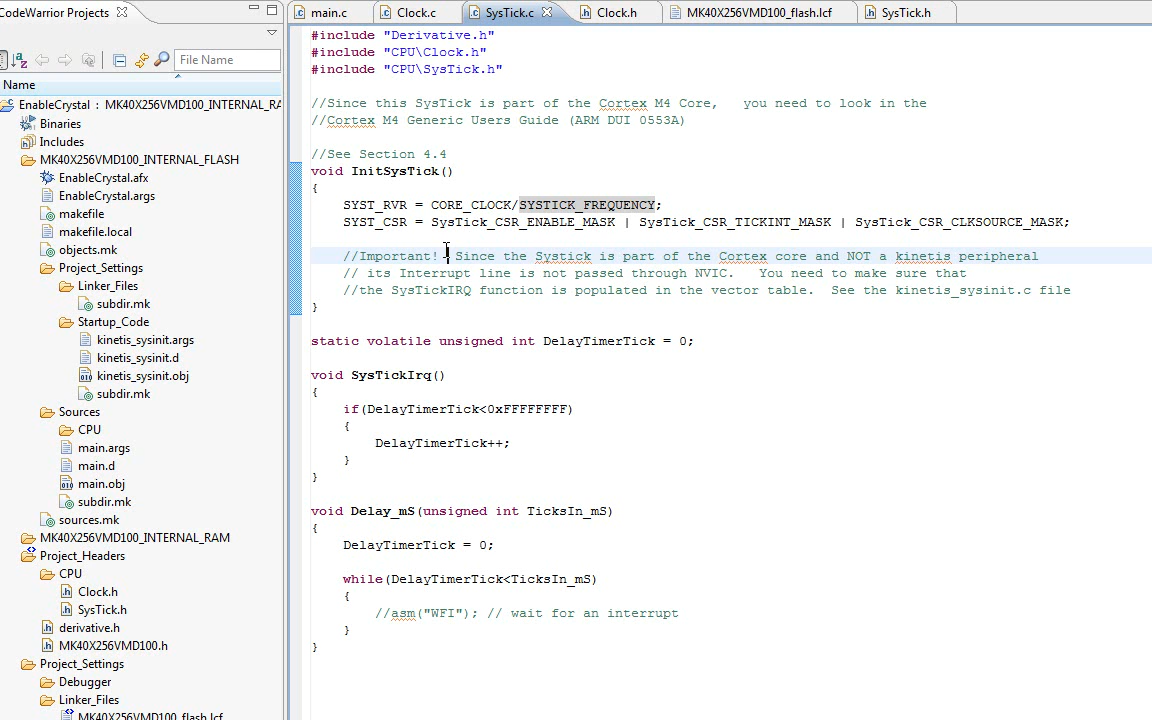 CodeWarrior Projects
File Name
Name
EnableCrystal : MK40X256VMD100_INTERNAL_RA
Binaries
Includes
MK40X256VMD100_INTERNAL_FLASH
EnableCrystal.afx
EnableCrystal.args
makefile
makefile.local
objects.mk
Project_Settings
Linker_Files
subdir.mk
Startup_Code
kinetis_sysinit.args
kinetis_sysinit.d
kinetis_sysinit.obj
subdir.mk
Sources
CPU
main.args
main.d
main.obj
subdir.mk
sources.mk
MK40X256VMD100_INTERNAL_RAM
Project_Headers
CPU
Clock.h
SysTick.h
derivative.h
MK40X256VMD100.h
Project_Settings
Debugger
Linker_Files
MK40X256VMD100_flash.lcf
main.c Clock.c SysTick.c Clock.h MK40X256VMD100_flash.lcf SysTick.h
#include "Derivative.h"
#include "CPU\Clock.h"
#include "CPU\SysTick.h"
//Since this SysTick is part of the Cortex M4 Core,   you need to look in the
//Cortex M4 Generic Users Guide (ARM DUI 0553A)
//See Section 4.4
void InitSysTick()
{
    SYST_RVR = CORE_CLOCK/SYSTICK_FREQUENCY;
    SYST_CSR = SysTick_CSR_ENABLE_MASK | SysTick_CSR_TICKINT_MASK | SysTick_CSR_CLKSOURCE_MASK;
    //Important! - Since the Systick is part of the Cortex core and NOT a kinetis peripheral
    // its Interrupt line is not passed through NVIC.   You need to make sure that
    //the SysTickIRQ function is populated in the vector table.  See the kinetis_sysinit.c file
}
static volatile unsigned int DelayTimerTick = 0;
void SysTickIrq()
{
    if(DelayTimerTick<0xFFFFFFFF)
    {
        DelayTimerTick++;
    }
}
void Delay_mS(unsigned int TicksIn_mS)
{
    DelayTimerTick = 0;
    while(DelayTimerTick<TicksIn_mS)
    {
        //asm("WFI"); // wait for an interrupt
    }
}